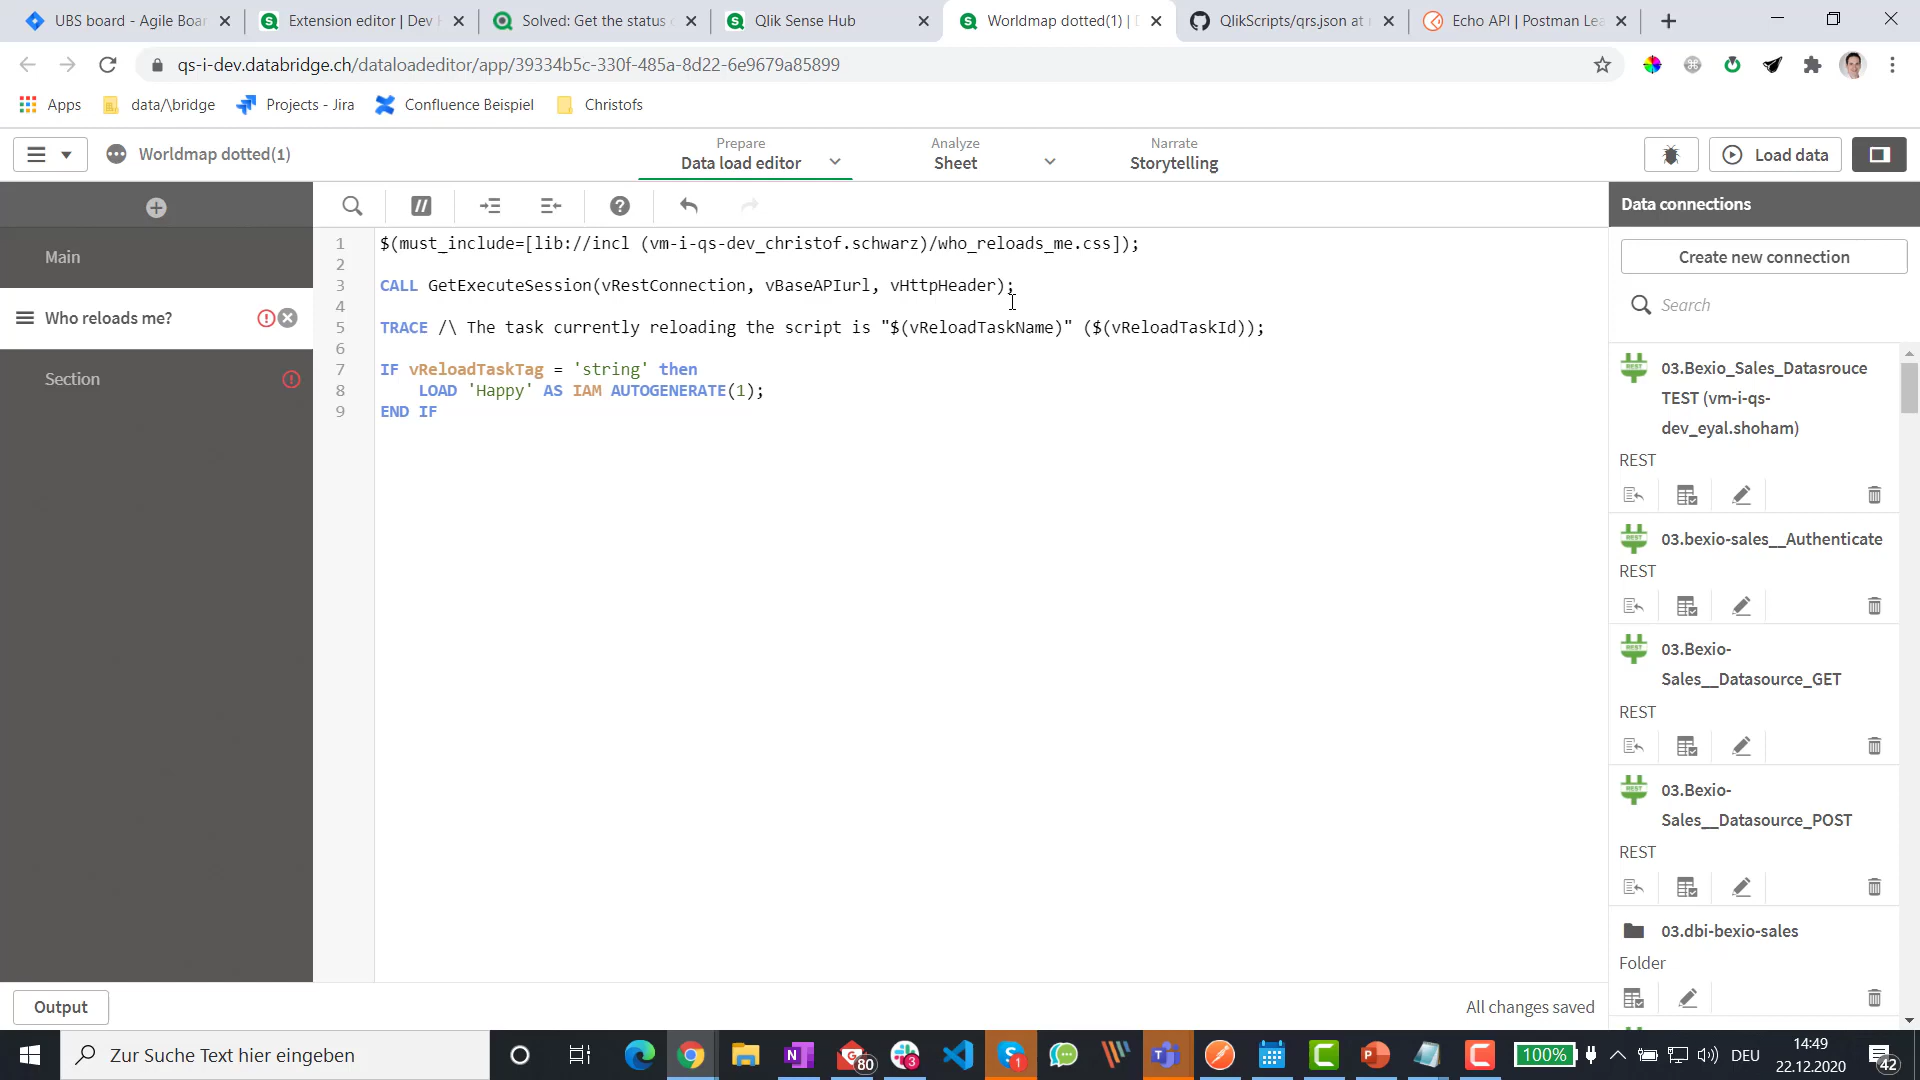 UBS board - Agile Boar
Extension editor | Dev H
Solved: Get the status o
Qlik Sense Hub
Worldmap dotted(1) | D
QlikScripts/qrs.json at
Echo API | Postman Lea
qs-i-dev.databridge.ch/dataloadeditor/app/39334b5c-330f-485a-8d22-6e9679a85899
Apps
data/\bridge
Projects - Jira
Confluence Beispiel
Christofs
Worldmap dotted(1)
Prepare
Data load editor
Analyze
Sheet
Narrate
Storytelling
Load data
Main
Who reloads me?
Section
1 $(must_include=[lib://incl (vm-i-qs-dev_christof.schwarz)/who_reloads_me.css]);
2
3 CALL GetExecuteSession(vRestConnection, vBaseAPIurl, vHttpHeader);
4
5 TRACE /\ The task currently reloading the script is "$(vReloadTaskName)" ($(vReloadTaskId));
6
7 IF vReloadTaskTag = 'string' then
8 LOAD 'Happy' AS IAM AUTOGENERATE(1);
9 END IF
Data connections
Create new connection
Search
03.Bexio_Sales_Datasrouce
TEST (vm-i-qs-
dev_eyal.shoham)
REST
03.bexio-sales__Authenticate
REST
03.Bexio-
Sales__Datasource_GET
REST
03.Bexio-
Sales__Datasource_POST
REST
03.dbi-bexio-sales
Folder
Output
All changes saved
Zur Suche Text hier eingeben
80
3
1
100%
DEU
14:49
22.12.2020
42